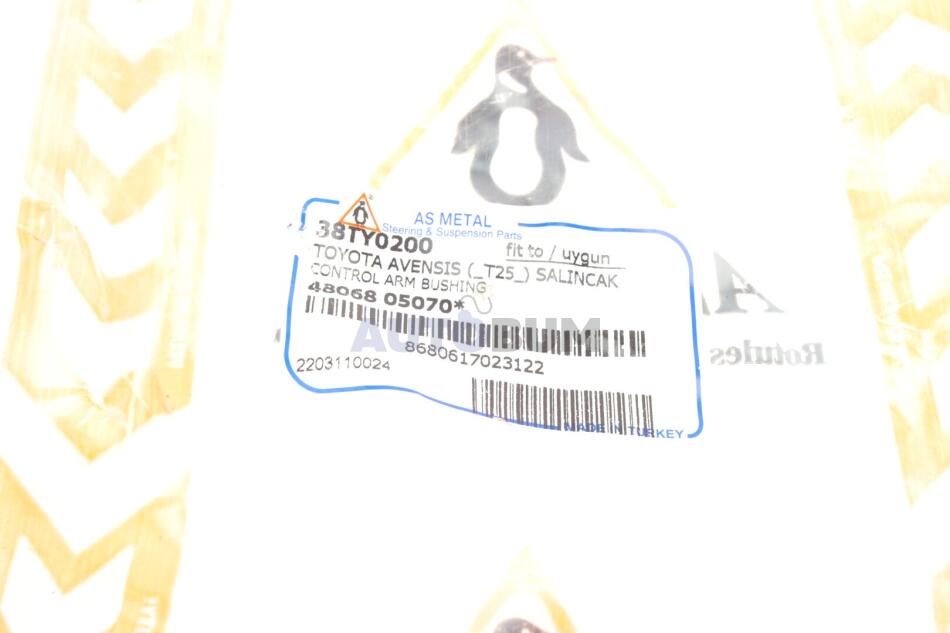 AS METAL
Steering & Suspension Parts
38TY0200
fit to / uygun
TOYOTA AVENSIS (_T25_) SALINCAK
CONTROL ARM BUSHING
48068 05070*
AUTOBUM
8680617023122
2203110024
MADE IN TURKEY
Rotules